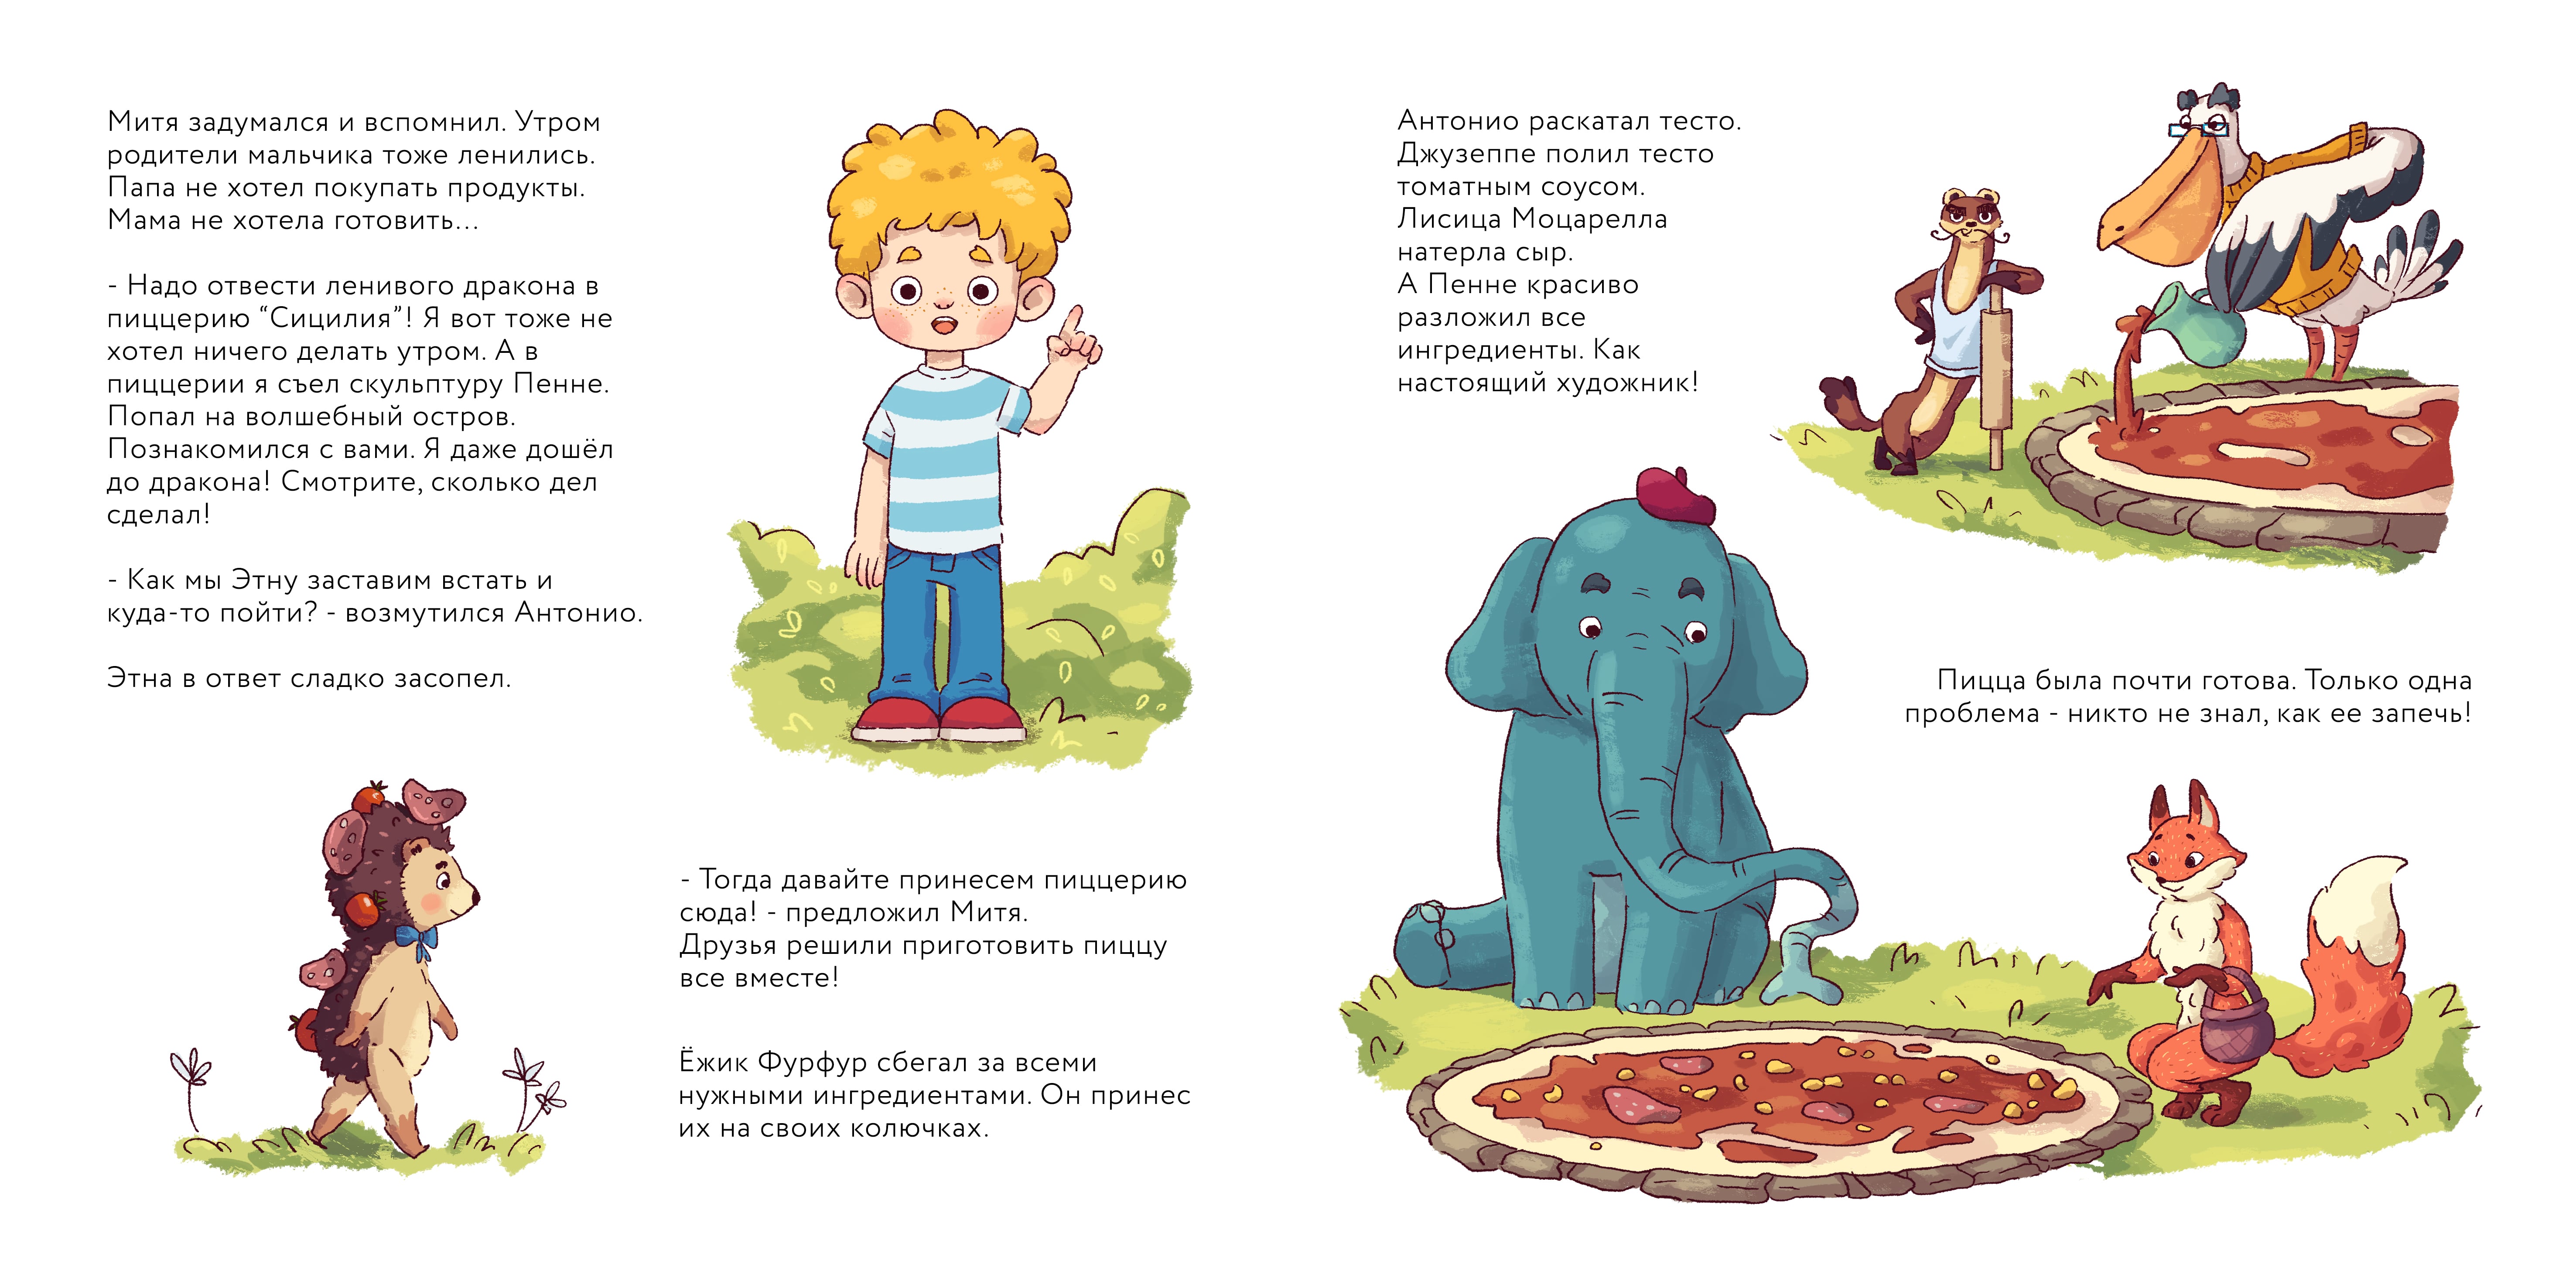 Митя задумался и вспомнил. Утром
родители мальчика тоже ленились.
Папа не хотел покупать продукты.
Мама не хотела готовить...
- Надо отвести ленивого дракона в
пиццерию “Сицилия”! Я вот тоже не
хотел ничего делать утром. А в
пиццерии я съел скульптуру Пенне.
Попал на волшебный остров.
Познакомился с вами. Я даже дошёл
до дракона! Смотрите, сколько дел
сделал!
- Как мы Этну заставим встать и
куда-то пойти? - возмутился Антонио.
Этна в ответ сладко засопел.
- Тогда давайте принесем пиццерию
сюда! - предложил Митя.
Друзья решили приготовить пиццу
все вместе!
Ёжик Фурфур сбегал за всеми
нужными ингредиентами. Он принес
их на своих колючках.
Антонио раскатал тесто.
Джузеппе полил тесто
томатным соусом.
Лисица Моцарелла
натерла сыр.
А Пенне красиво
разложил все
ингредиенты. Как
настоящий художник!
Пицца была почти готова. Только одна
проблема - никто не знал, как ее запечь!